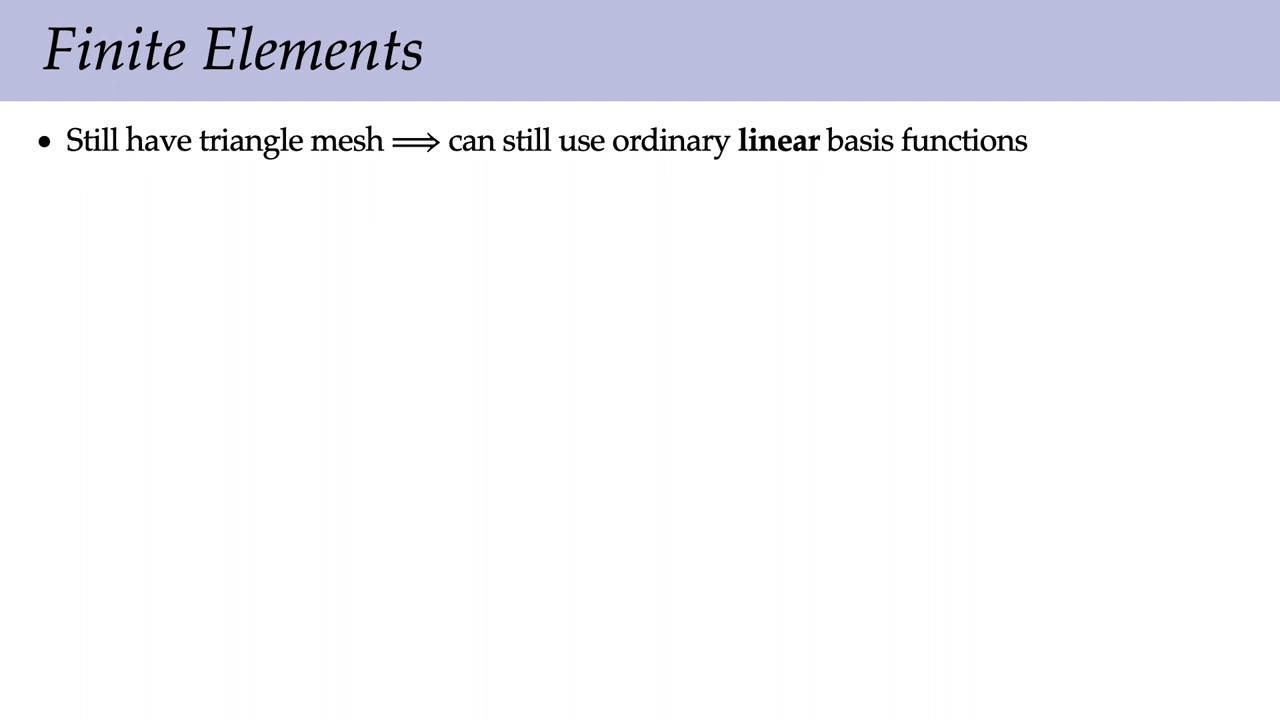 Finite Elements
• Still have triangle mesh ⟹ can still use ordinary linear basis functions